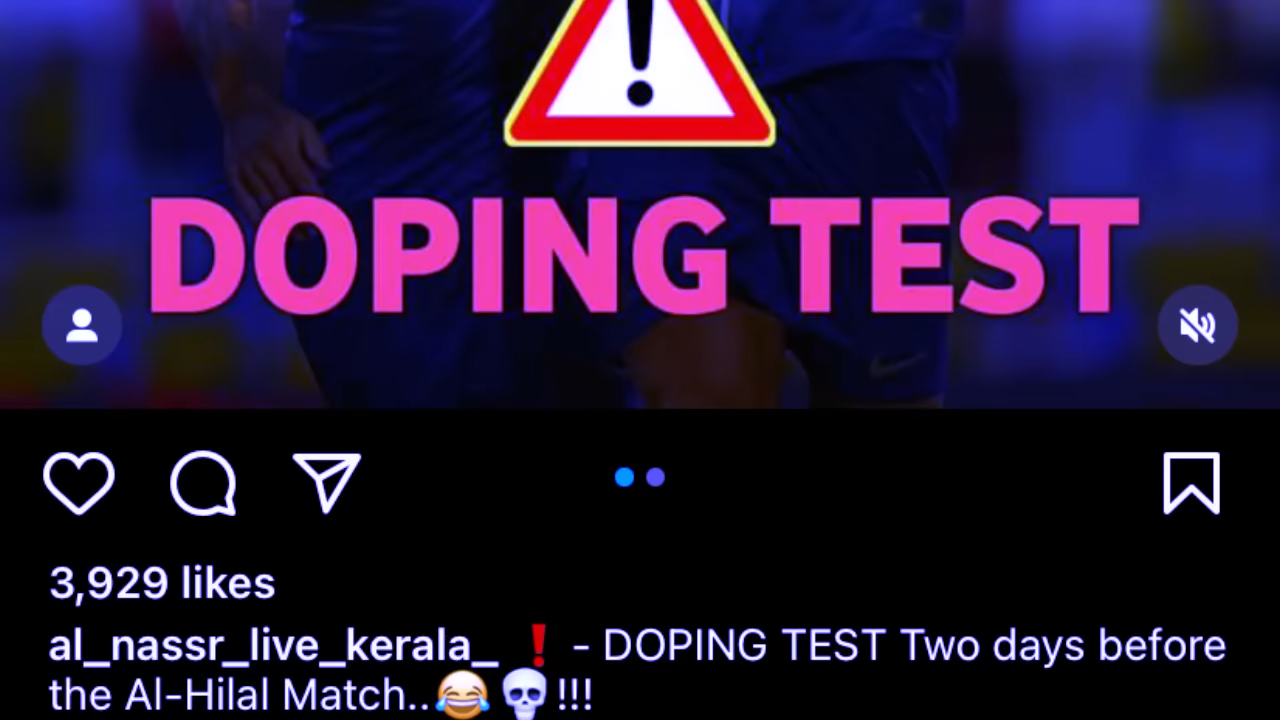 DOPING TEST
3,929 likes
al_nassr_live_kerala_ ❗ - DOPING TEST Two days before
the Al-Hilal Match..😂💀!!!